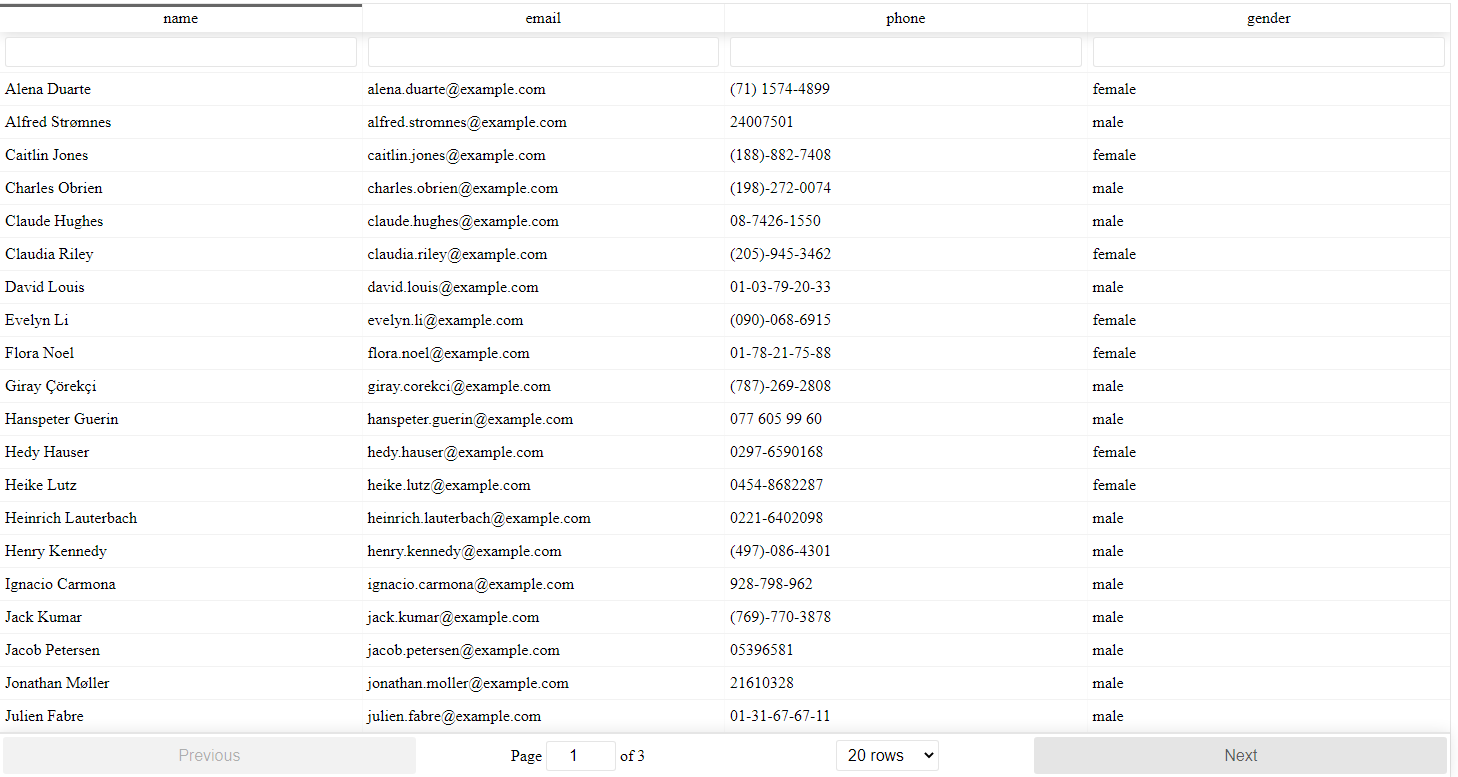 name email phone gender
Alena Duarte alena.duarte@example.com (71) 1574-4899 female
Alfred Strømnes alfred.stromnes@example.com 24007501 male
Caitlin Jones caitlin.jones@example.com (188)-882-7408 female
Charles Obrien charles.obrien@example.com (198)-272-0074 male
Claude Hughes claude.hughes@example.com 08-7426-1550 male
Claudia Riley claudia.riley@example.com (205)-945-3462 female
David Louis david.louis@example.com 01-03-79-20-33 male
Evelyn Li evelyn.li@example.com (090)-068-6915 female
Flora Noel flora.noel@example.com 01-78-21-75-88 female
Giray Çörekçi giray.corekci@example.com (787)-269-2808 male
Hanspeter Guerin hanspeter.guerin@example.com 077 605 99 60 male
Hedy Hauser hedy.hauser@example.com 0297-6590168 female
Heike Lutz heike.lutz@example.com 0454-8682287 female
Heinrich Lauterbach heinrich.lauterbach@example.com 0221-6402098 male
Henry Kennedy henry.kennedy@example.com (497)-086-4301 male
Ignacio Carmona ignacio.carmona@example.com 928-798-962 male
Jack Kumar jack.kumar@example.com (769)-770-3878 male
Jacob Petersen jacob.petersen@example.com 05396581 male
Jonathan Møller jonathan.moller@example.com 21610328 male
Julien Fabre julien.fabre@example.com 01-31-67-67-11 male
Previous Page 1 of 3 20 rows Next